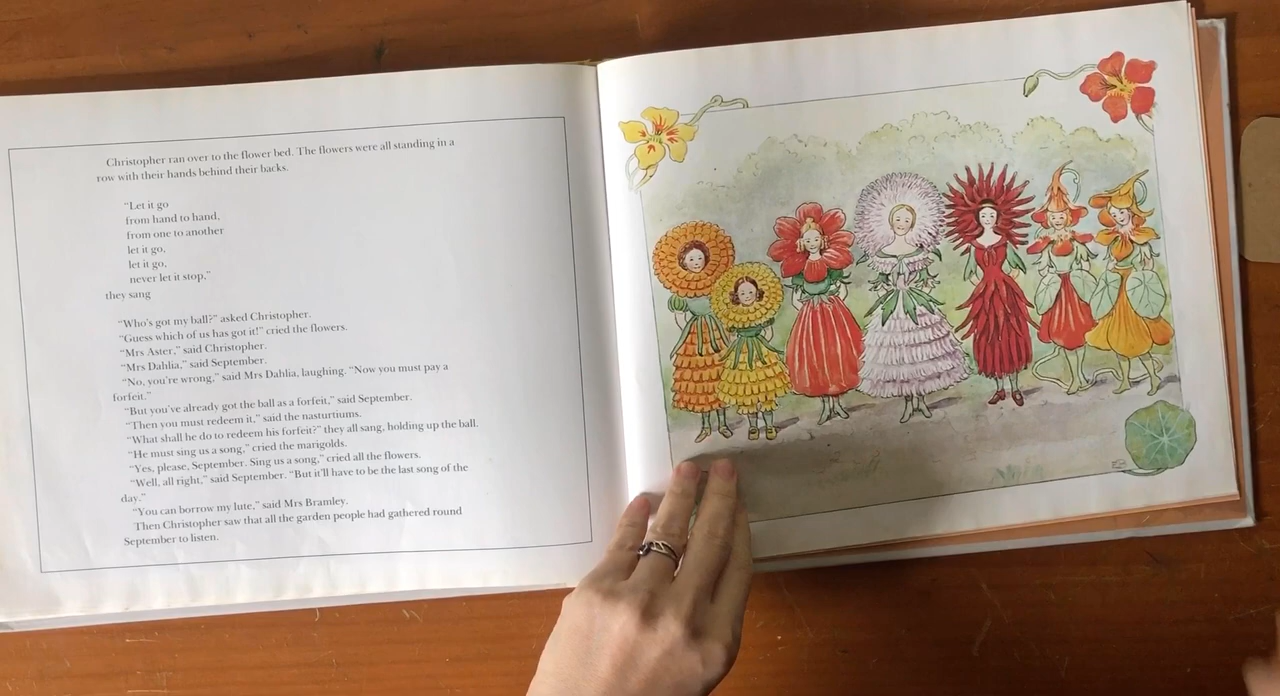 Christopher ran over to the flower bed. The flowers were all standing in a
row with their hands behind their backs.
“Let it go
from hand to hand,
from one to another
let it go,
let it go,
never let it stop,”
they sang
“Who’s got my ball?” asked Christopher.
“Guess which of us has got it!” cried the flowers.
“Mrs Aster,” said Christopher.
“Mrs Dahlia,” said September.
“No, you’re wrong,” said Mrs Dahlia, laughing. “Now you must pay a
forfeit.”
“But you’ve already got the ball as a forfeit,” said September.
“Then you must redeem it,” said the nasturtiums.
“What shall he do to redeem his forfeit?” they all sang, holding up the ball.
“He must sing us a song,” cried the marigolds.
“Yes, please, September. Sing us a song,” cried all the flowers.
“Well, all right,” said September. “But it’ll have to be the last song of the
day.”
“You can borrow my lute,” said Mrs Bramley.
Then Christopher saw that all the garden people had gathered round
September to listen.